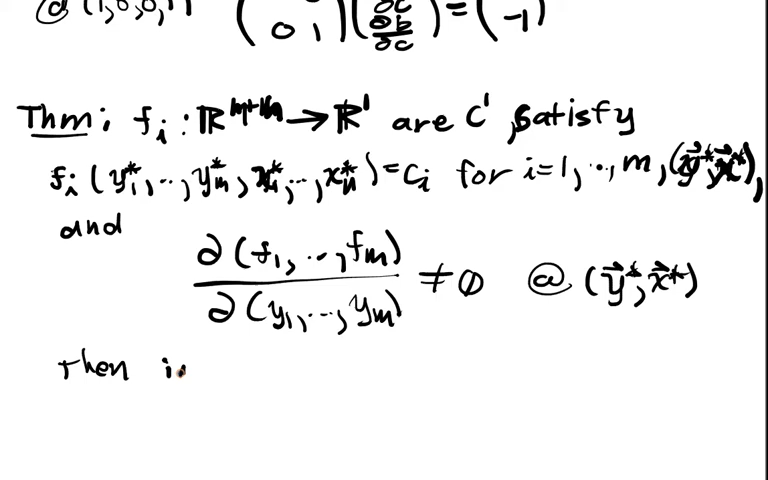 @ (1,0,0,1) ( 0 1 ) ( ∂c ∂b/∂c ) = ( -1 )
Thm: fᵢ : ℝᵐ⁺ⁿ → ℝ¹ are C¹, satisfy
fᵢ (y₁*, .., yₘ*, x₁*, .., xₙ*) = cᵢ for i=1, .., m, (y⃗*, x⃗*),
and
∂(f₁, .., fₘ) / ∂(y₁, .., yₘ) ≠ 0 @ (y⃗*, x⃗*)
Then i